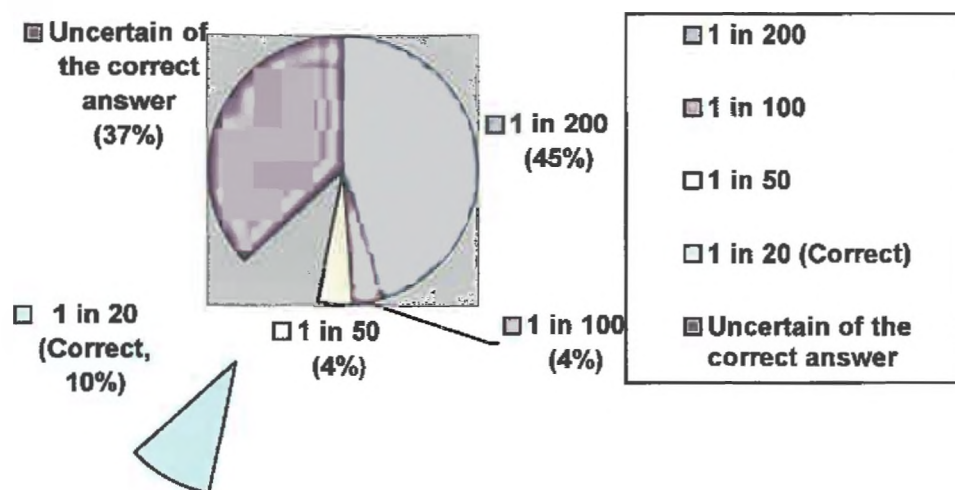 Uncertain of
the correct
answer
(37%)
1 in 200
(45%)
1 in 20
(Correct,
10%)
1 in 50
(4%)
1 in 100
(4%)
1 in 200
1 in 100
1 in 50
1 in 20 (Correct)
Uncertain of the
correct answer